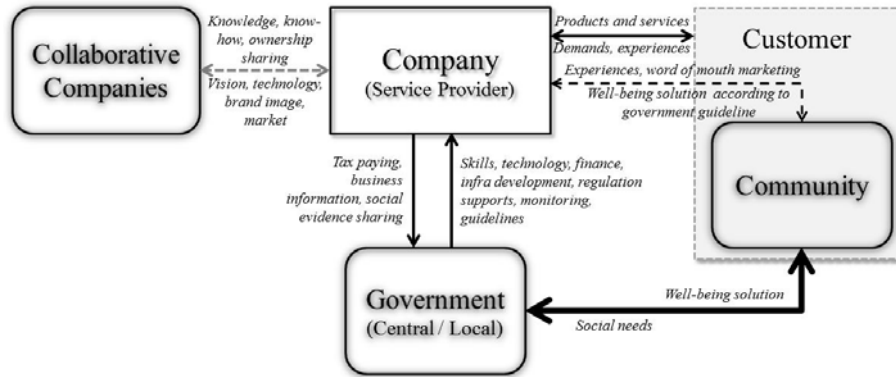 Collaborative
Companies
Knowledge, know-
how, ownership
sharing
Vision, technology,
brand image,
market
Company
(Service Provider)
Products and services
Demands, experiences
Customer
Experiences, word of mouth marketing
Well-being solution according to
government guideline
Community
Tax paying,
business
information, social
evidence sharing
Skills, technology, finance,
infra development, regulation
supports, monitoring,
guidelines
Government
(Central / Local)
Well-being solution
Social needs